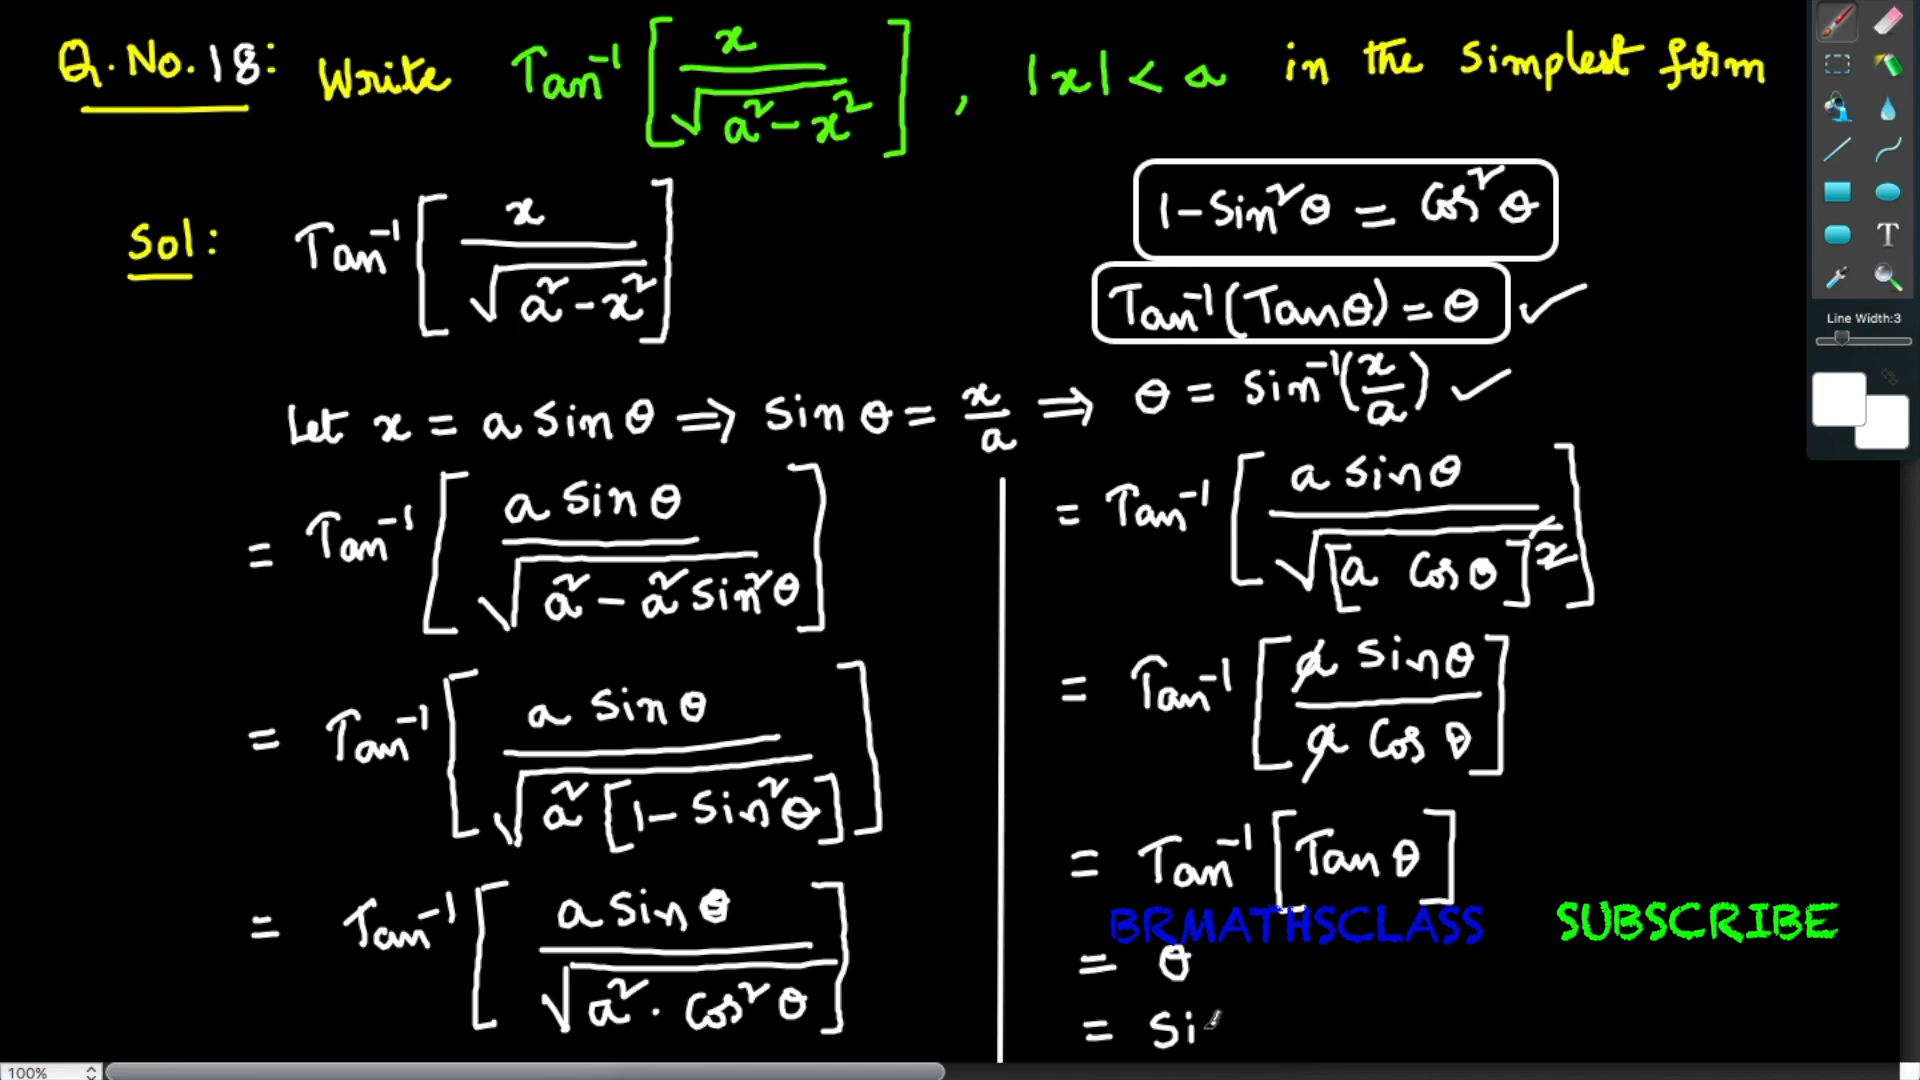 Q.No.18: Write Tan⁻¹[x/√(a²-x²)], |x| < a in the simplest form
Sol: Tan⁻¹[x/√(a²-x²)]
1-Sin²θ = Cos²θ
Tan⁻¹(Tanθ) = θ ✓
Let x = a sinθ ⇒ sinθ = x/a ⇒ θ = sin⁻¹(x/a) ✓
= Tan⁻¹[a sinθ/√(a²-a²sin²θ)]
= Tan⁻¹[a sinθ/√(a²[1-sin²θ])]
= Tan⁻¹[a sinθ/√(a².cos²θ)]
= Tan⁻¹[a sinθ/√([a cosθ]²)]
= Tan⁻¹[a sinθ/a cosθ]
= Tan⁻¹[Tanθ]
BRMATHSCLASS SUBSCRIBE
= θ
= Si
T
Line Width:3
100%